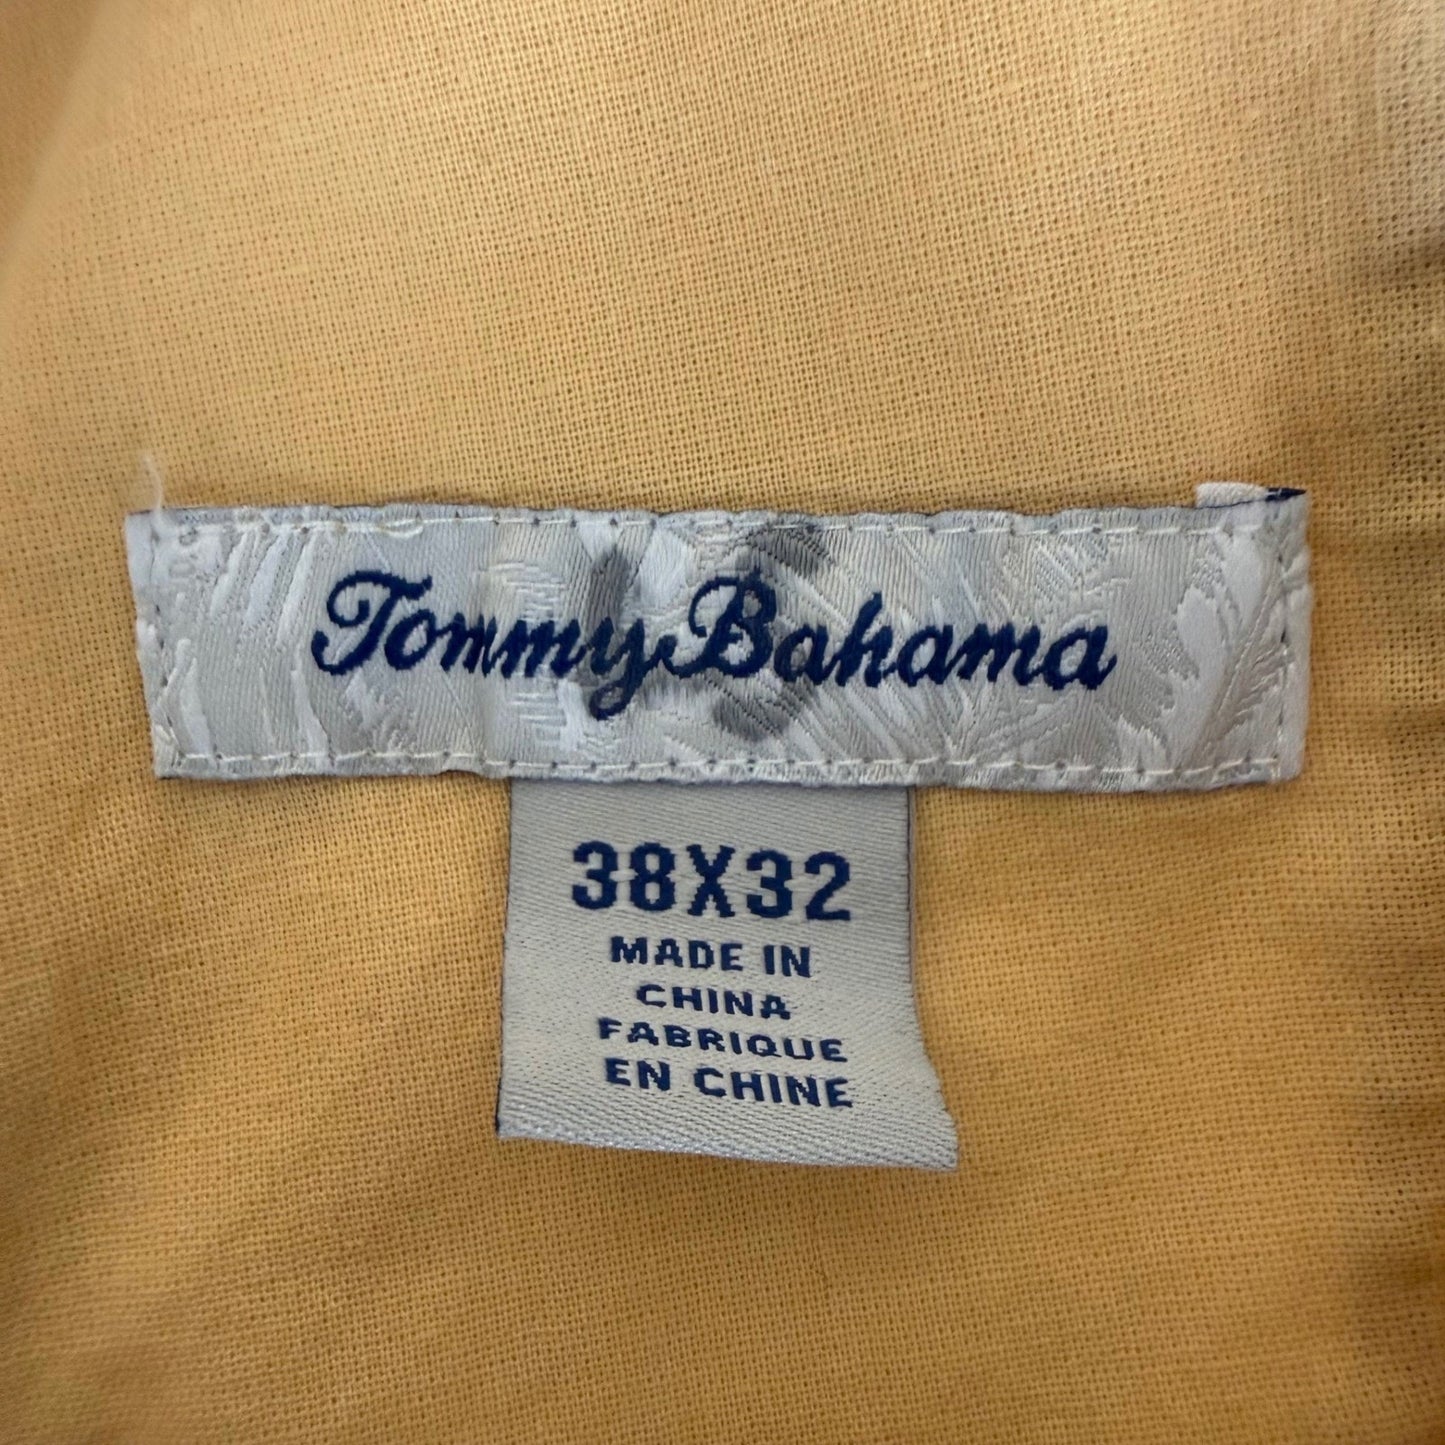 Tommy Bahama
38X32
MADE IN
CHINA
FABRIQUE
EN CHINE